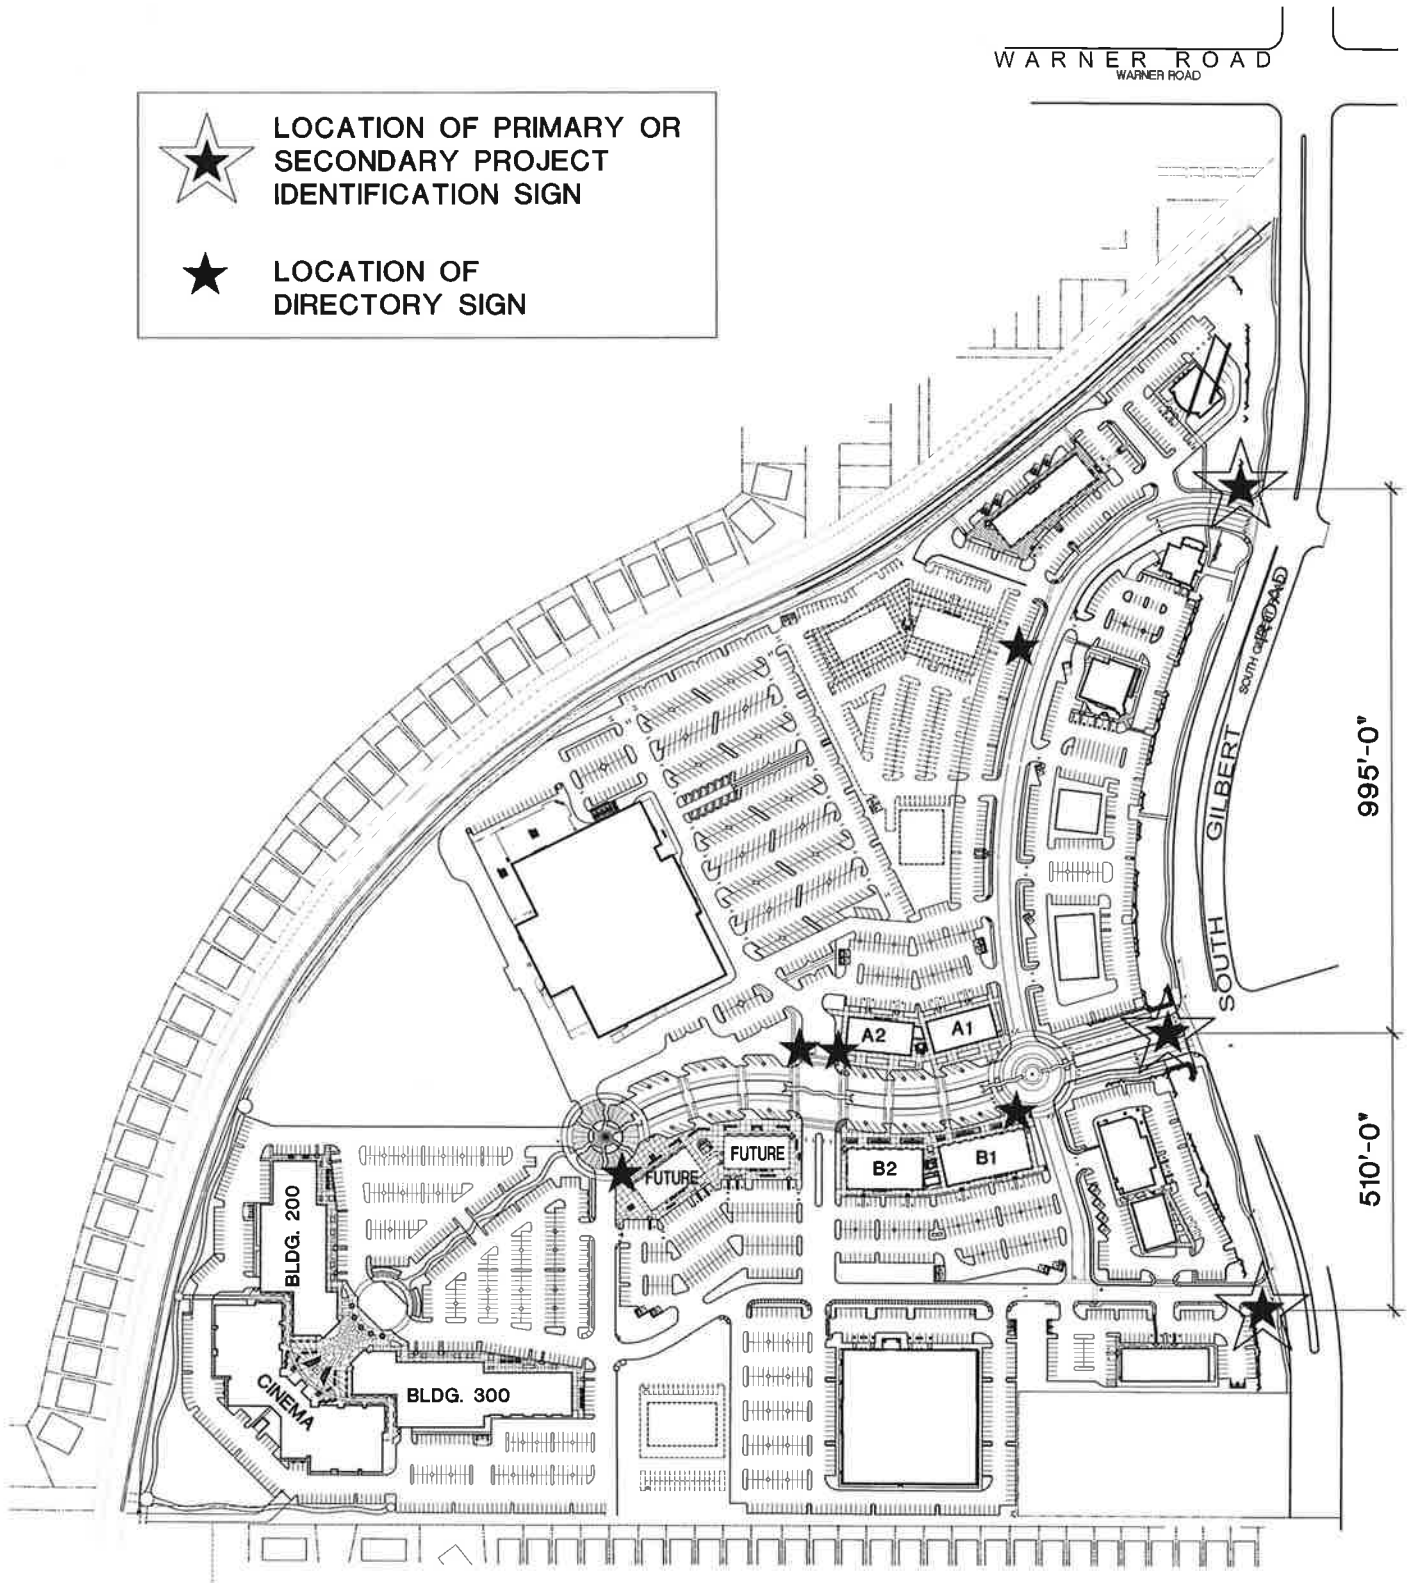 WARNER ROAD
WARNER ROAD
LOCATION OF PRIMARY OR
SECONDARY PROJECT
IDENTIFICATION SIGN
LOCATION OF
DIRECTORY SIGN
SOUTH GILBERT
995'-0"
A2
A1
510'-0"
FUTURE
FUTURE
B2
B1
BLDG. 200
CINEMA
BLDG. 300